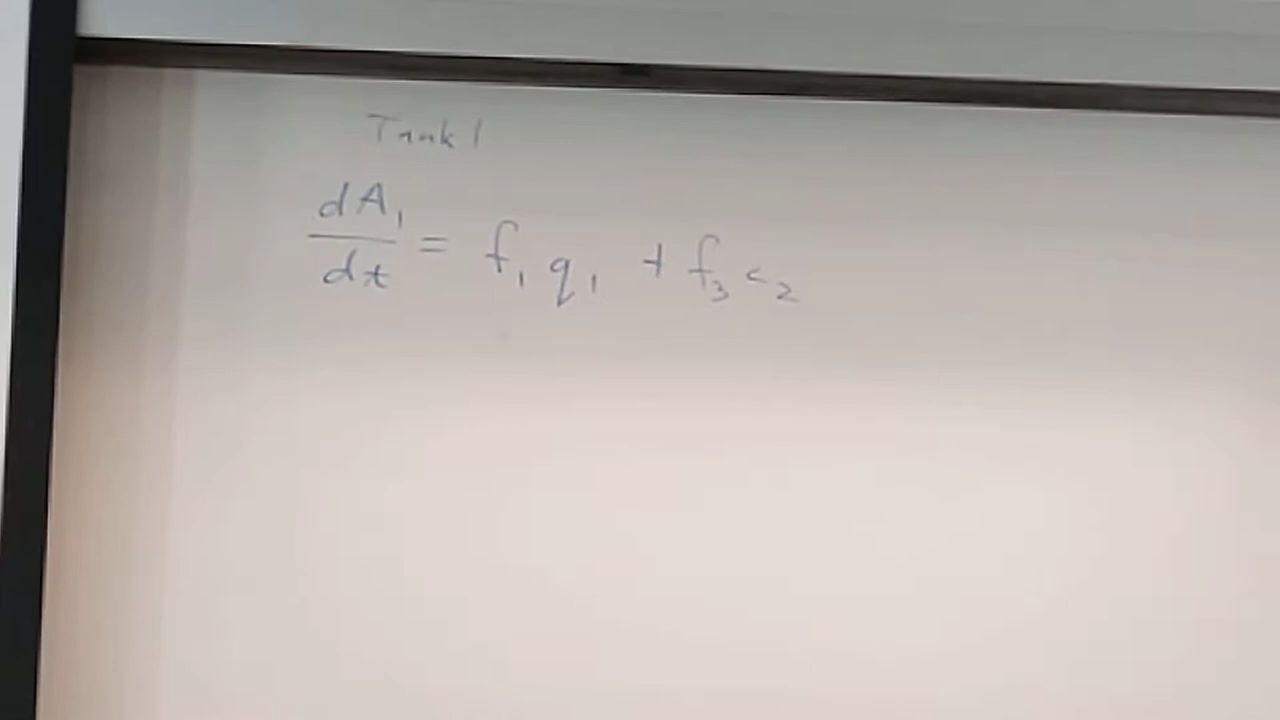 Tank 1
dA₁/dt = f₁ q₁ + f₃ c₂